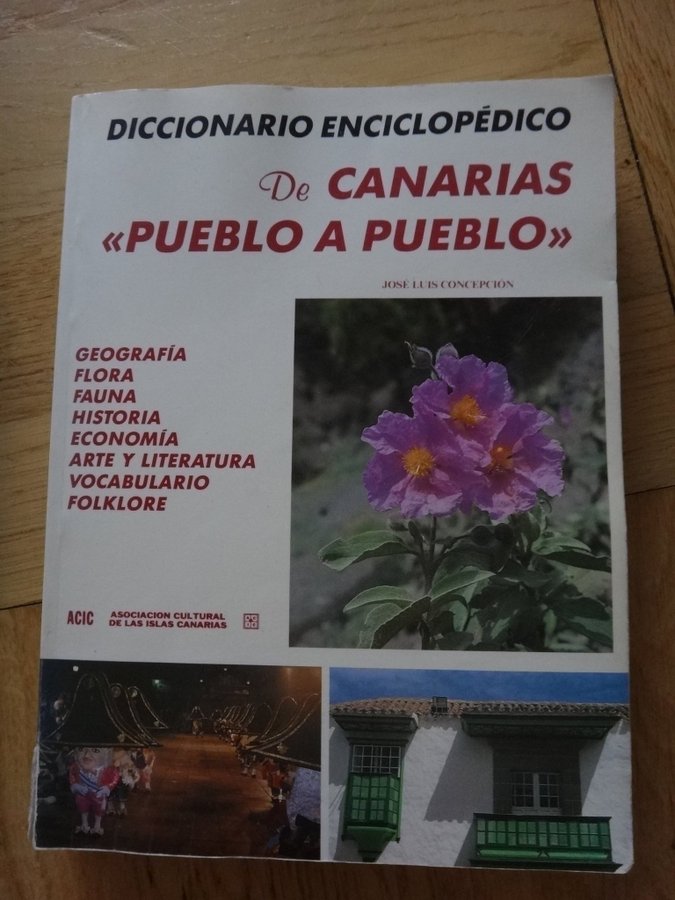 DICCIONARIO ENCICLOPÉDICO
De CANARIAS
«PUEBLO A PUEBLO»
JOSÉ LUIS CONCEPCIÓN
GEOGRAFÍA
FLORA
FAUNA
HISTORIA
ECONOMÍA
ARTE Y LITERATURA
VOCABULARIO
FOLKLORE
ACIC
ASOCIACION CULTURAL
DE LAS ISLAS CANARIAS